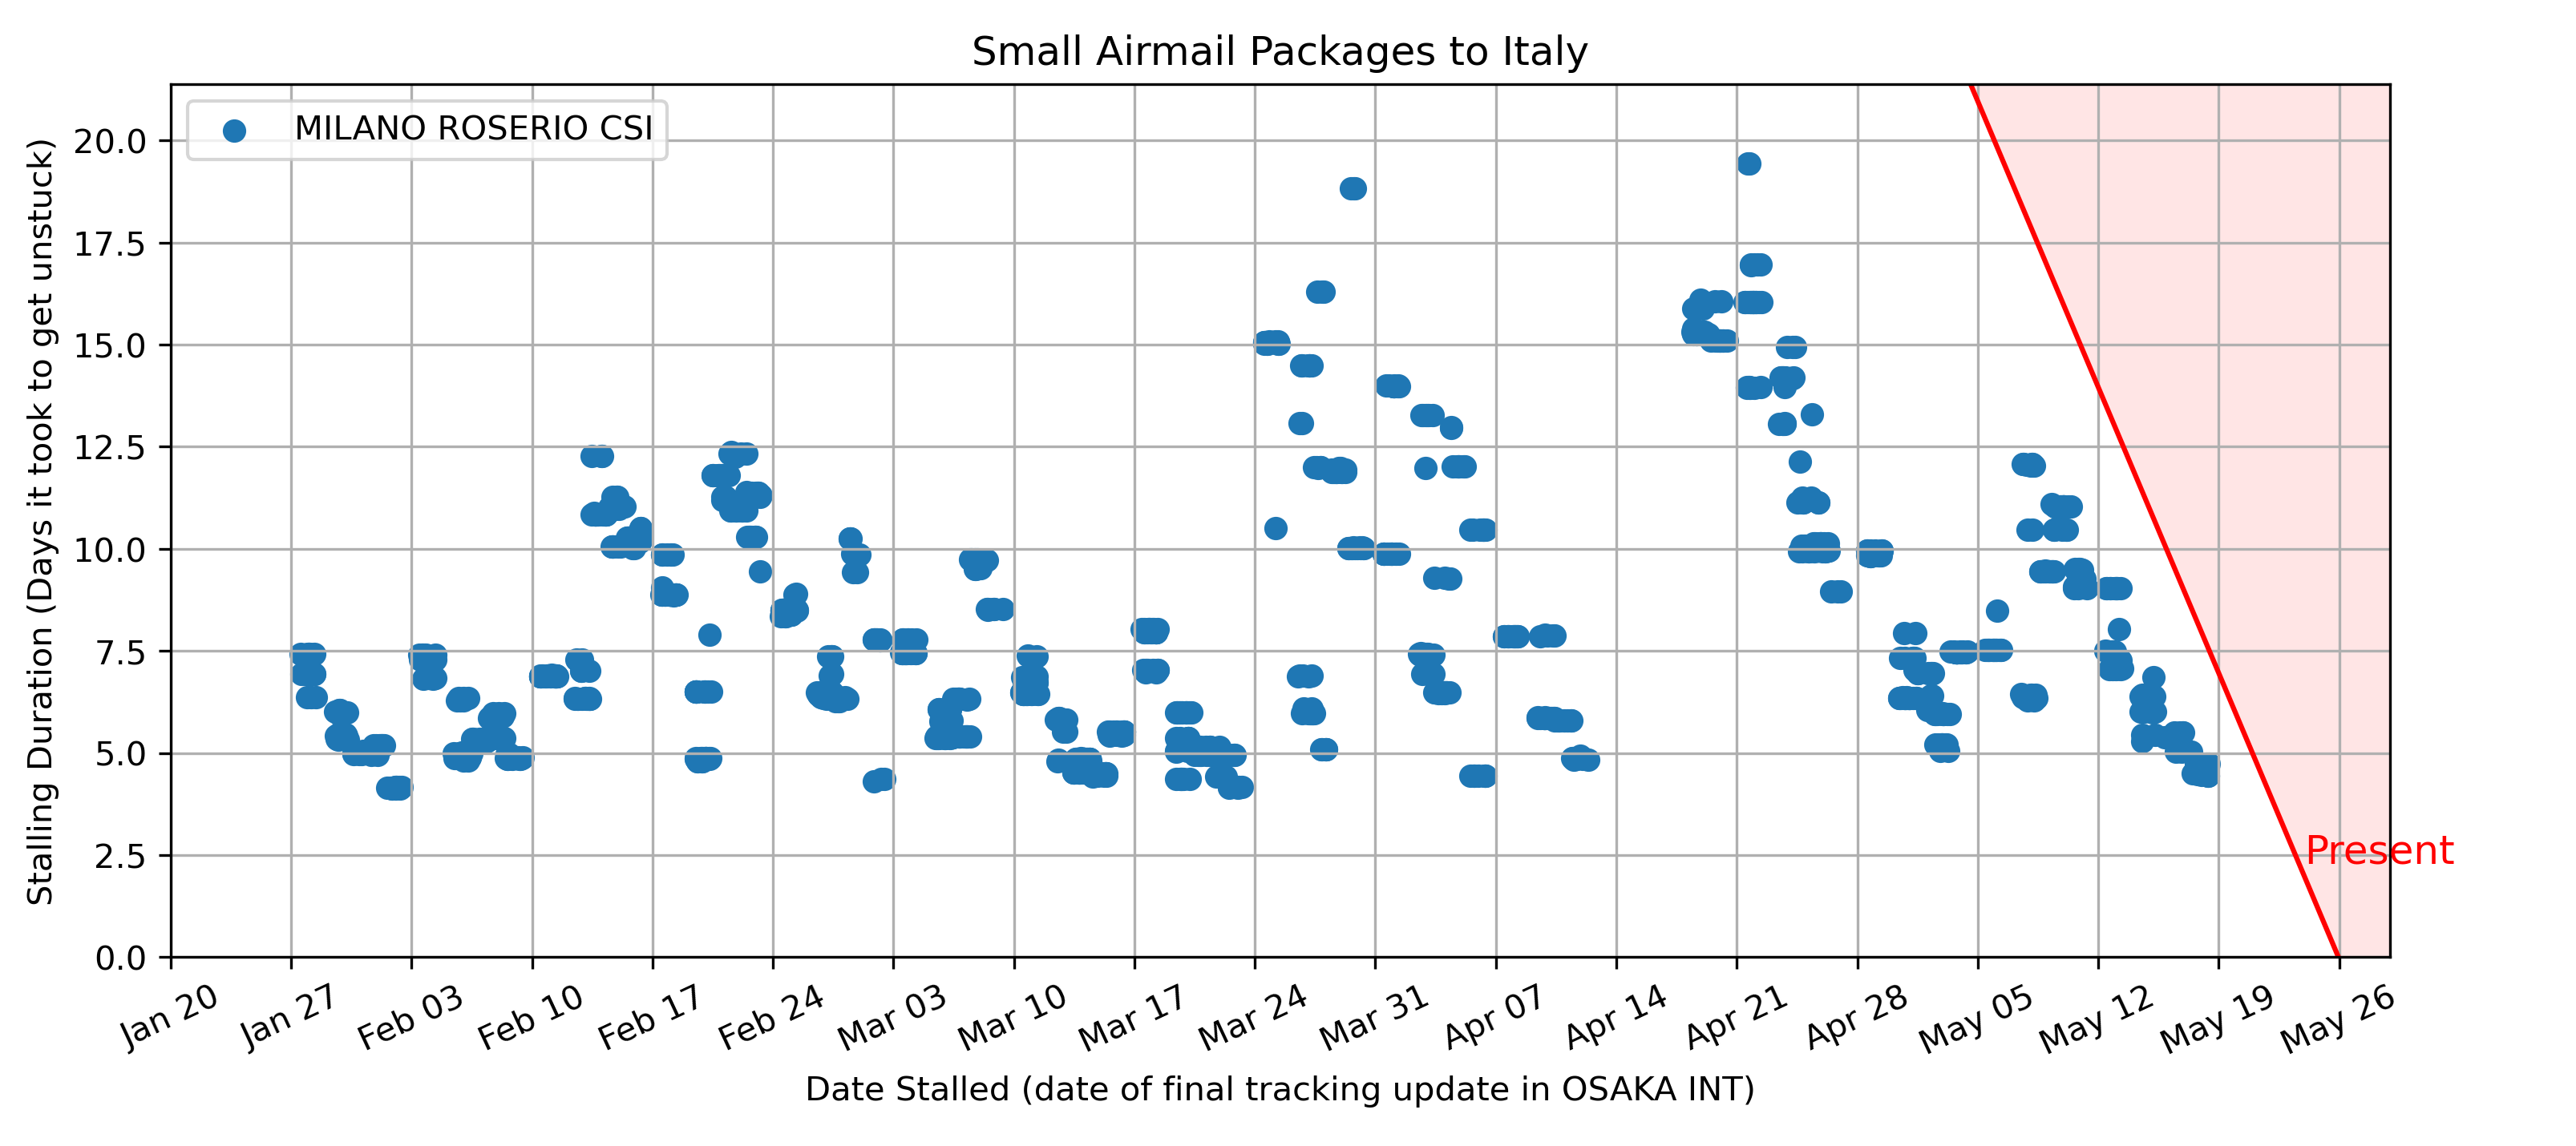 Small Airmail Packages to Italy
MILANO ROSERIO CSI
Stalling Duration (Days it took to get unstuck)
20.0
17.5
15.0
12.5
10.0
7.5
5.0
2.5
0.0
Present
Jan 20 Jan 27 Feb 03 Feb 10 Feb 17 Feb 24 Mar 03 Mar 10 Mar 17 Mar 24 Mar 31 Apr 07 Apr 14 Apr 21 Apr 28 May 05 May 12 May 19 May 26
Date Stalled (date of final tracking update in OSAKA INT)